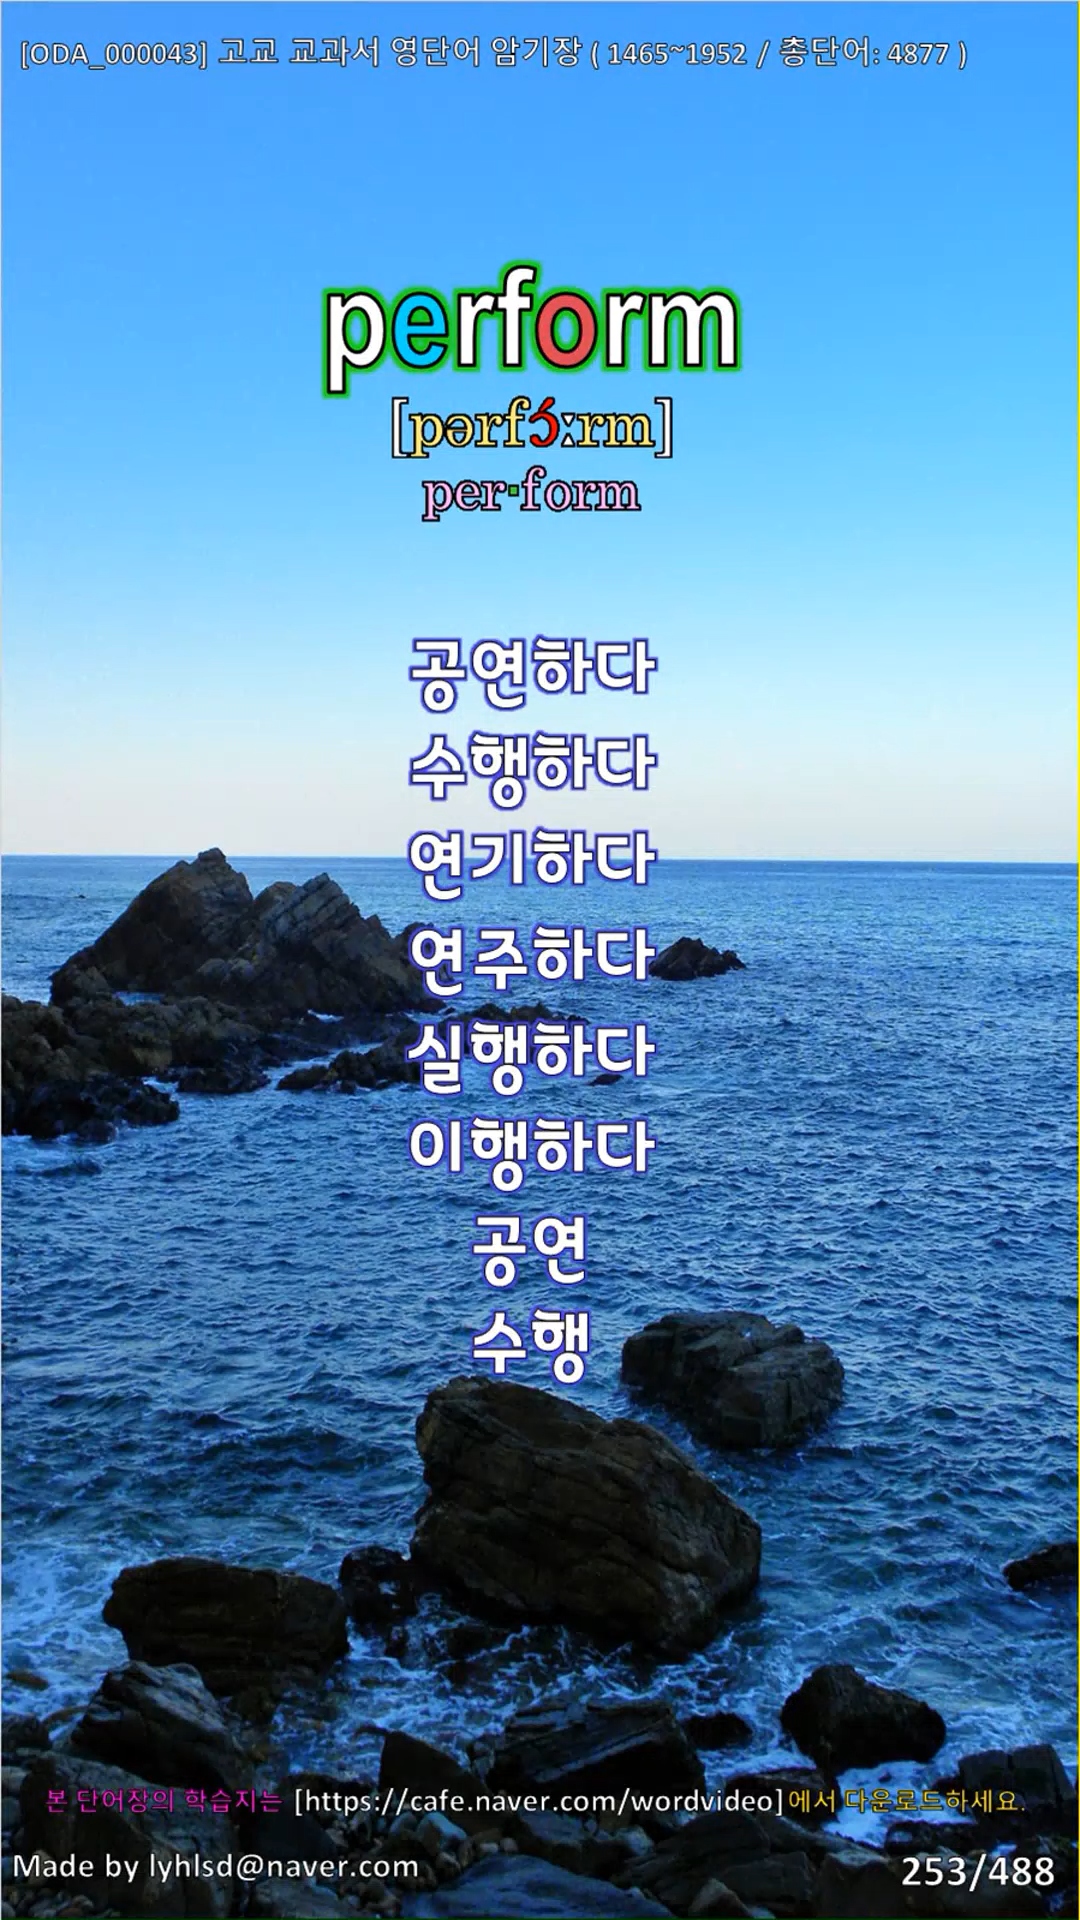 [ODA_000043] 고교 교과서 영단어 암기장 ( 1465~1952 / 총단어: 4877 )
perform
[pərfɔ́ːrm]
per·form
공연하다
수행하다
연기하다
연주하다
실행하다
이행하다
공연
수행
본 단어장의 학습지는 [https://cafe.naver.com/wordvideo]에서 다운로드하세요.
Made by lyhlsd@naver.com
253/488